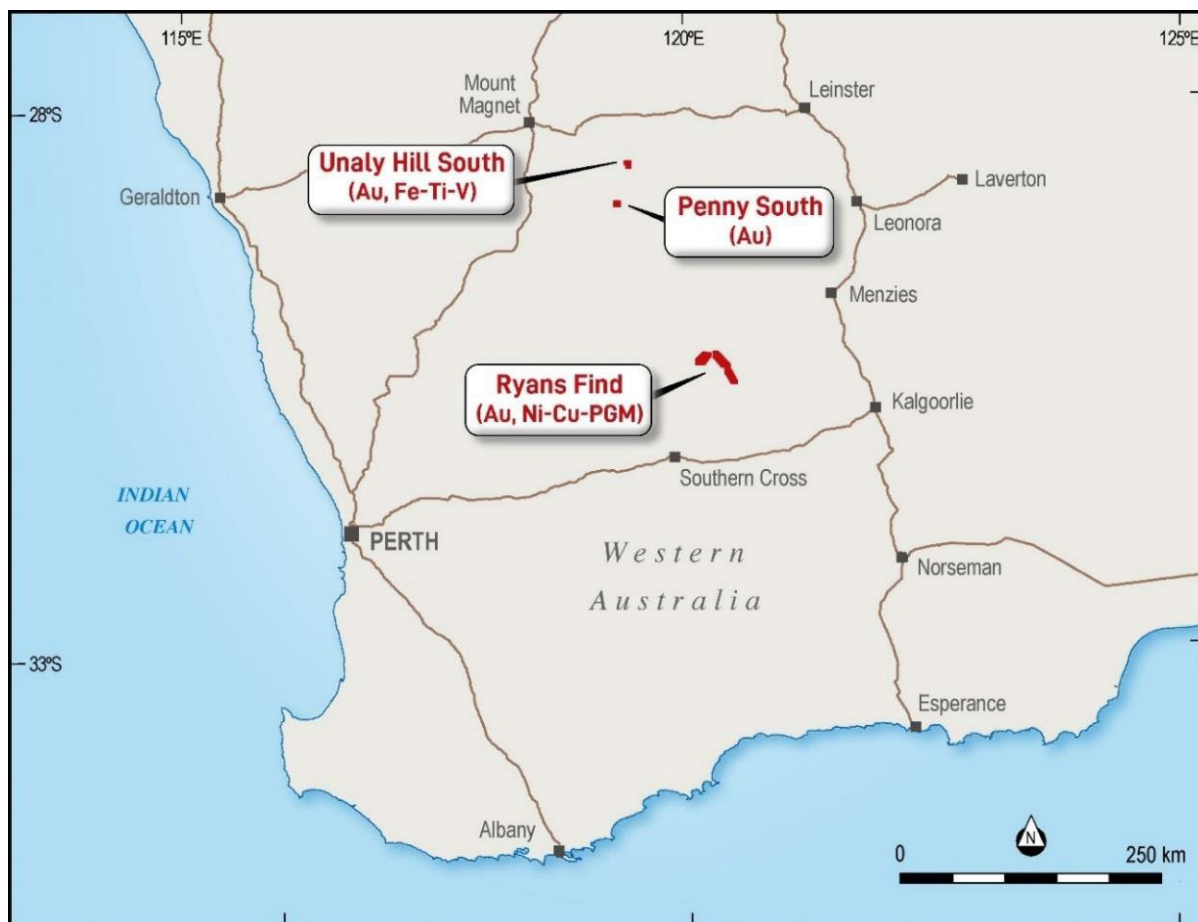 115ºE
120ºE
125ºE
Mount
Magnet
Leinster
28ºS
Unaly Hill South
(Au, Fe-Ti-V)
Laverton
Geraldton
Penny South
(Au)
Leonora
Menzies
Ryans Find
(Au, Ni-Cu-PGM)
Kalgoorlie
Southern Cross
INDIAN
OCEAN
PERTH
Western
Australia
Norseman
33ºS
Esperance
Albany
N
0
250 km